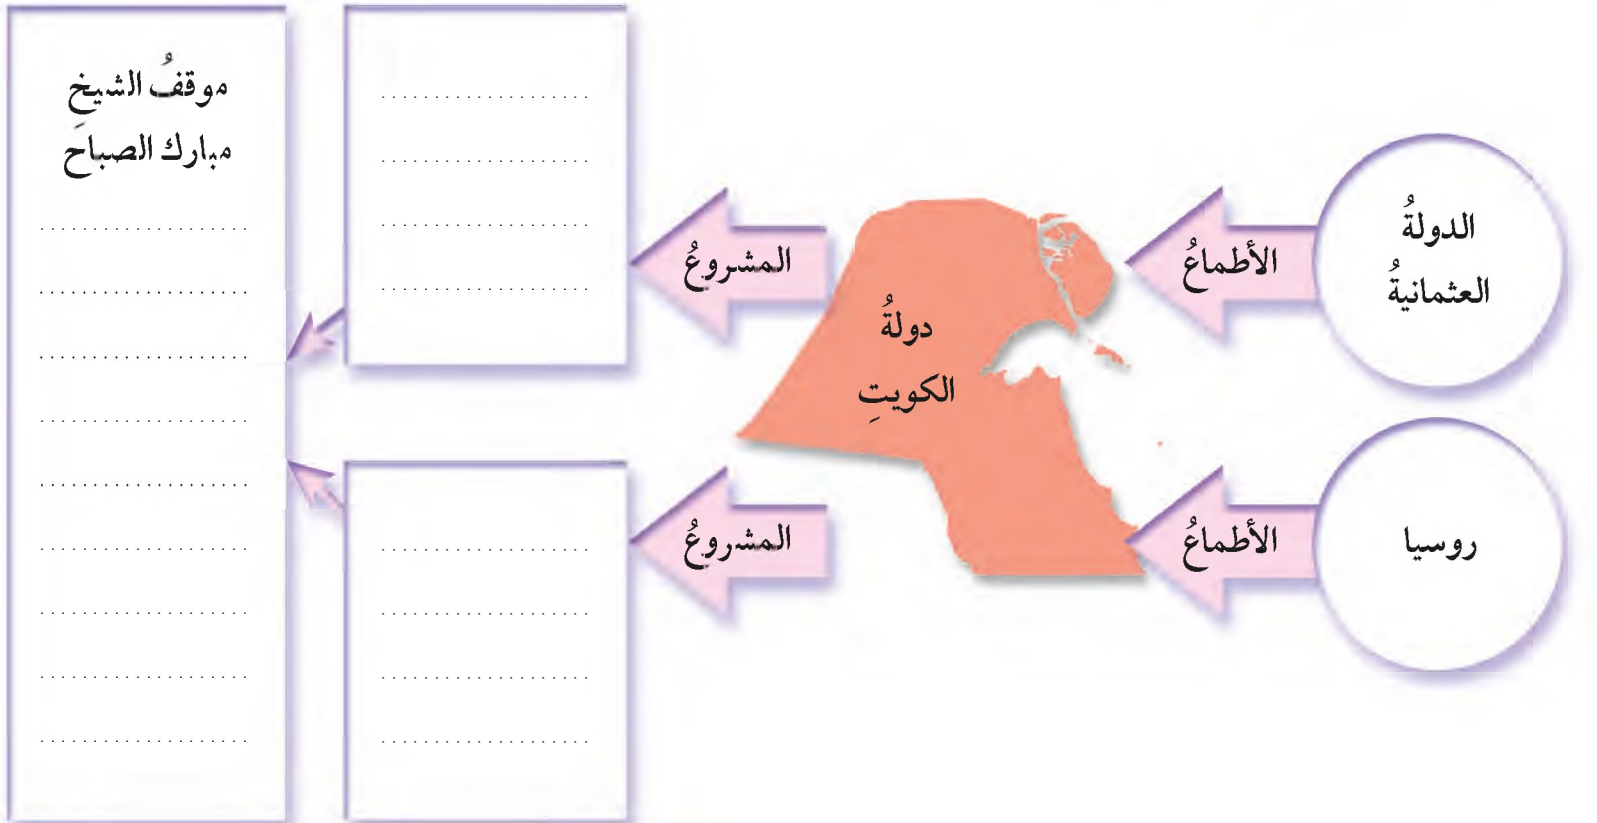 الدولةُ
العثمانيةُ
الأطماعُ
دولةُ
الكويتِ
المشروعُ
روسيا
الأطماعُ
المشروعُ
موقفُ الشيخِ
مبارك الصباحَ